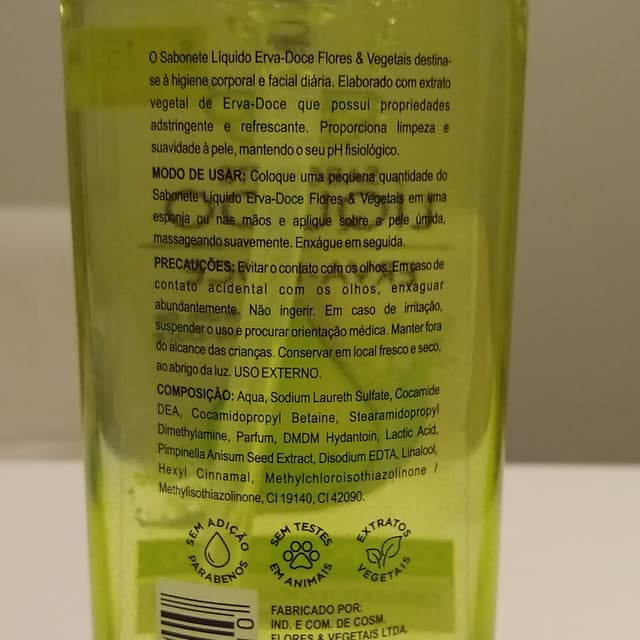 O Sabonete Líquido Erva-Doce Flores & Vegetais destina-
se à higiene corporal e facial diária. Elaborado com extrato
vegetal de Erva-Doce que possui propriedades
adstringente e refrescante. Proporciona limpeza e
suavidade à pele, mantendo o seu pH fisiológico.
MODO DE USAR: Coloque uma pequena quantidade do
Sabonete Líquido Erva-Doce Flores & Vegetais em uma
esponja ou nas mãos e aplique sobre a pele úmida,
massageando suavemente. Enxágue em seguida.
PRECAUÇÕES: Evitar o contato com os olhos. Em caso de
contato acidental com os olhos, enxaguar
abundantemente. Não ingerir. Em caso de irritação,
suspender o uso e procurar orientação médica. Manter fora
do alcance das crianças. Conservar em local fresco e seco,
ao abrigo da luz. USO EXTERNO.
COMPOSIÇÃO: Aqua, Sodium Laureth Sulfate, Cocamide
DEA, Cocamidopropyl Betaine, Stearamidopropyl
Dimethylamine, Parfum, DMDM Hydantoin, Lactic Acid,
Pimpinella Anisum Seed Extract, Disodium EDTA, Linalool,
Hexyl Cinnamal, Methylchloroisothiazolinone /
Methylisothiazolinone, CI 19140, CI 42090.
SEM ADIÇÃO
PARABENOS
SEM TESTES
EM ANIMAIS
EXTRATOS
VEGETAIS
FABRICADO POR:
IND. E COM. DE COSM.
FLORES & VEGETAIS LTDA.